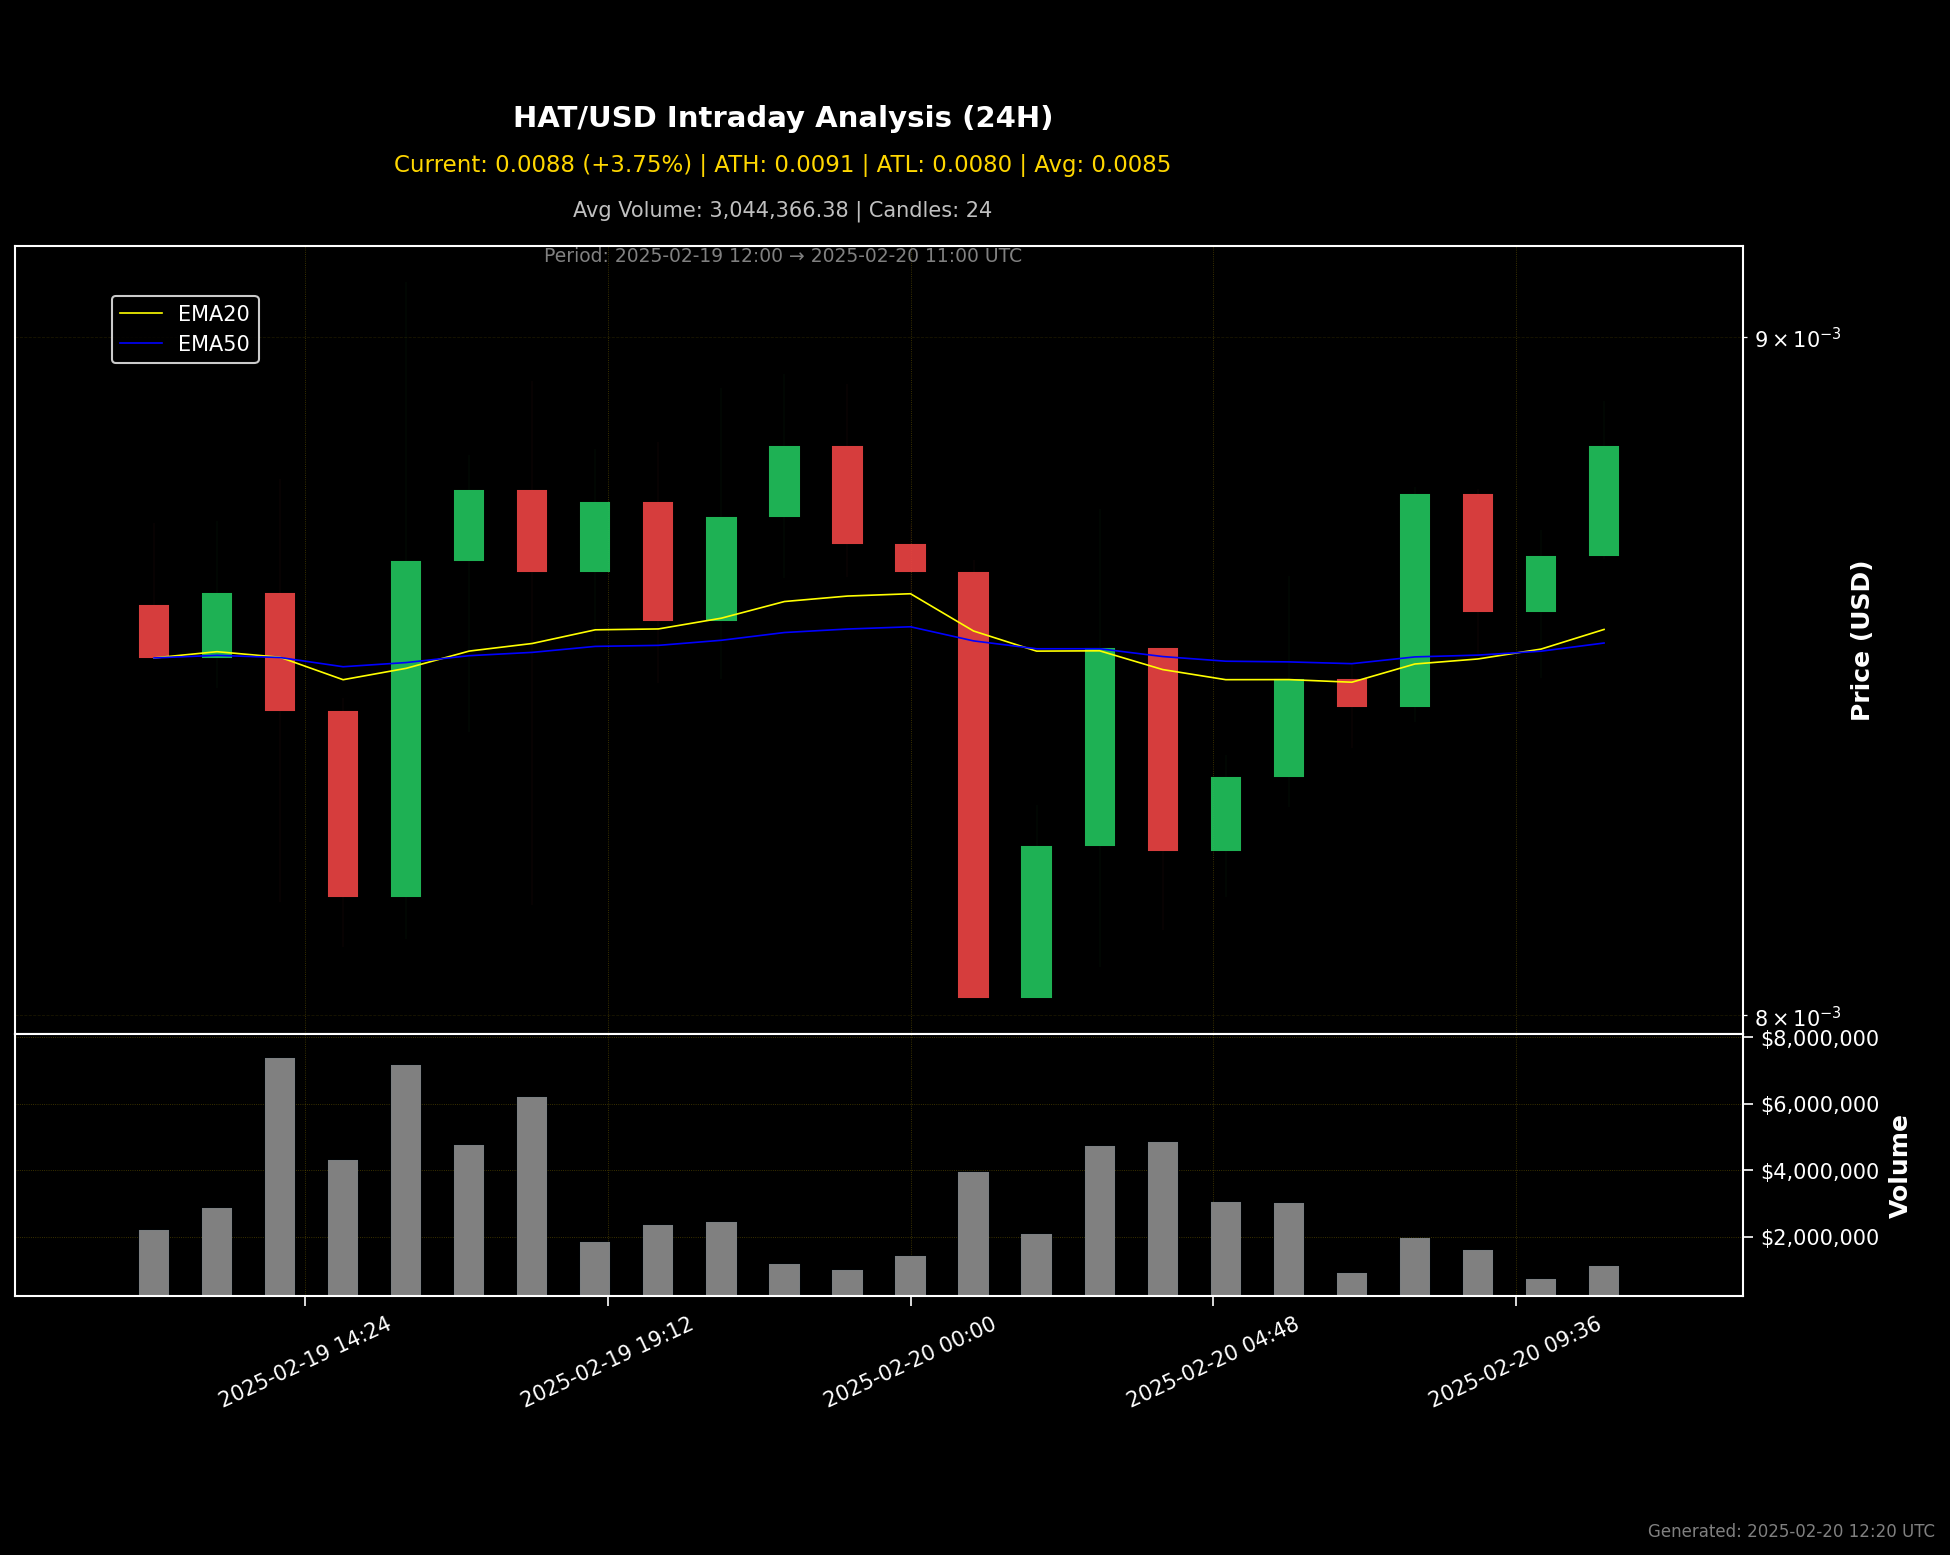 HAT/USD Intraday Analysis (24H)
Current: 0.0088 (+3.75%) | ATH: 0.0091 | ATL: 0.0080 | Avg: 0.0085
Avg Volume: 3,044,366.38 | Candles: 24
Period: 2025-02-19 12:00 → 2025-02-20 11:00 UTC
EMA20
EMA50
9 × 10⁻³
Price (USD)
8 × 10⁻³
$8,000,000
$6,000,000
$4,000,000
$2,000,000
Volume
2025-02-19 14:24
2025-02-19 19:12
2025-02-20 00:00
2025-02-20 04:48
2025-02-20 09:36
Generated: 2025-02-20 12:20 UTC